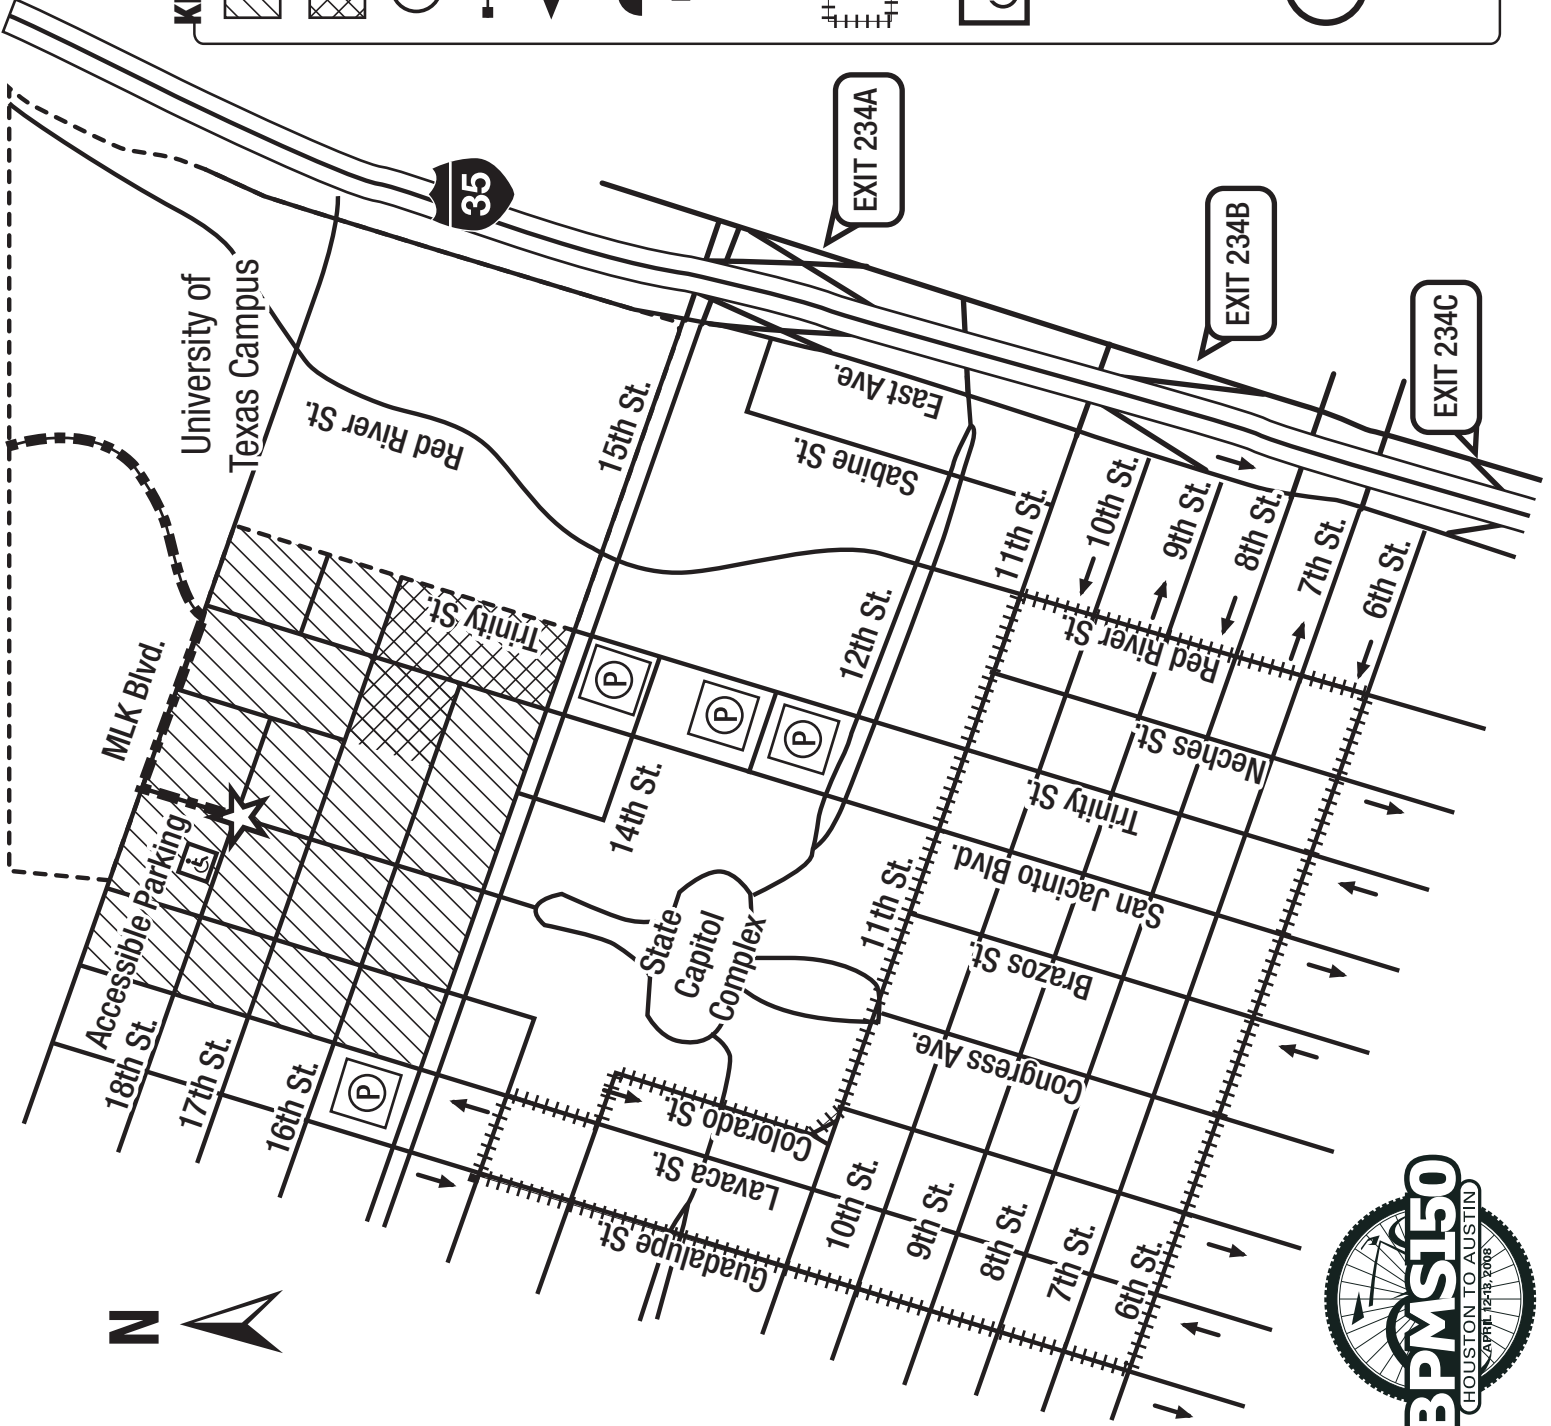 35
EXIT 234A
EXIT 234B
EXIT 234C
University of
Texas Campus
Red River St.
15th St.
East Ave.
Sabine St.
MLK Blvd.
Trinity St.
P
P
P
12th St.
14th St.
11th St.
10th St.
9th St.
8th St.
7th St.
6th St.
Red River St.
Neches St.
Trinity St.
San Jacinto Blvd.
Brazos St.
Congress Ave.
11th St.
State
Capitol
Complex
Accessible Parking
18th St.
17th St.
16th St.
P
Colorado St.
Lavaca St.
Guadalupe St.
10th St.
9th St.
8th St.
7th St.
6th St.
N
BPMS150
HOUSTON TO AUSTIN
APRIL 12-13, 2008